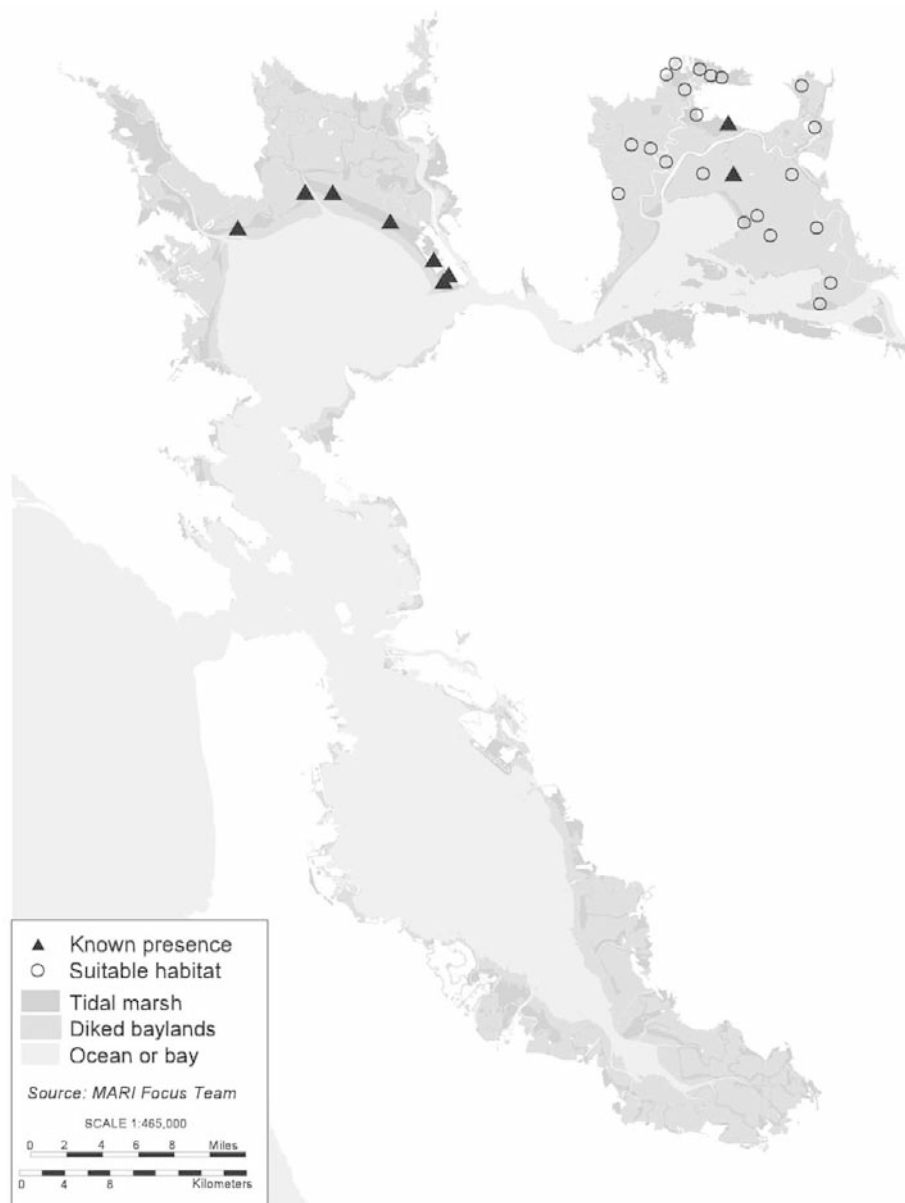 Known presence
Suitable habitat
Tidal marsh
Diked baylands
Ocean or bay
Source: MARI Focus Team
SCALE 1:465,000
0 2 4 6 8 Miles
0 4 8 Kilometers